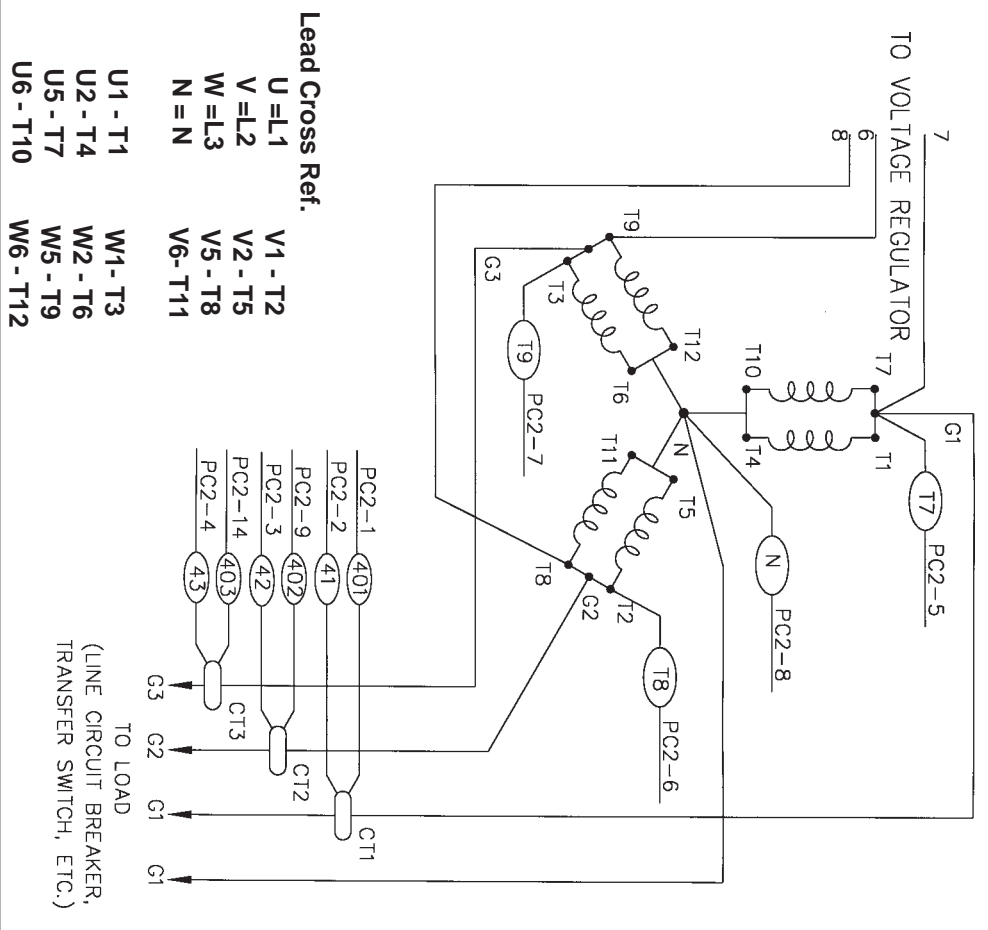 TO VOLTAGE REGULATOR
7
6
8
T9
G3
T3
T9
PC2-7
T12
T6
T7
T10
T1
T4
G1
T7
PC2-5
N
N
PC2-8
T11
T5
T8
G2
T2
T8
PC2-6
PC2-1
401
PC2-2
41
PC2-9
402
PC2-3
42
PC2-14
403
PC2-4
43
CT1
CT2
CT3
G3
G2
G1
G1
TO LOAD
(LINE CIRCUIT BREAKER,
TRANSFER SWITCH, ETC.)
Lead Cross Ref.
U =L1
V =L2
W =L3
N = N
V1 - T2
V2 - T5
V5 - T8
V6- T11
U1 - T1
U2 - T4
U5 - T7
U6 - T10
W1- T3
W2 - T6
W5 - T9
W6 - T12